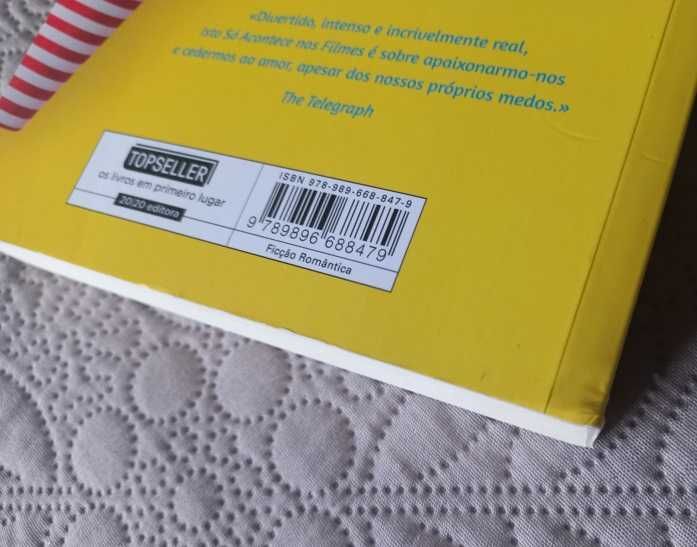 «Divertido, intenso e incrivelmente real,
Isto Só Acontece nos Filmes é sobre apaixonarmo-nos
e cedermos ao amor, apesar dos nossos próprios medos.»
The Telegraph
TOPSELLER
os livros em primeiro lugar
20|20 editora
ISBN 978-989-668-847-9
9 789896 688479
Ficção Romântica